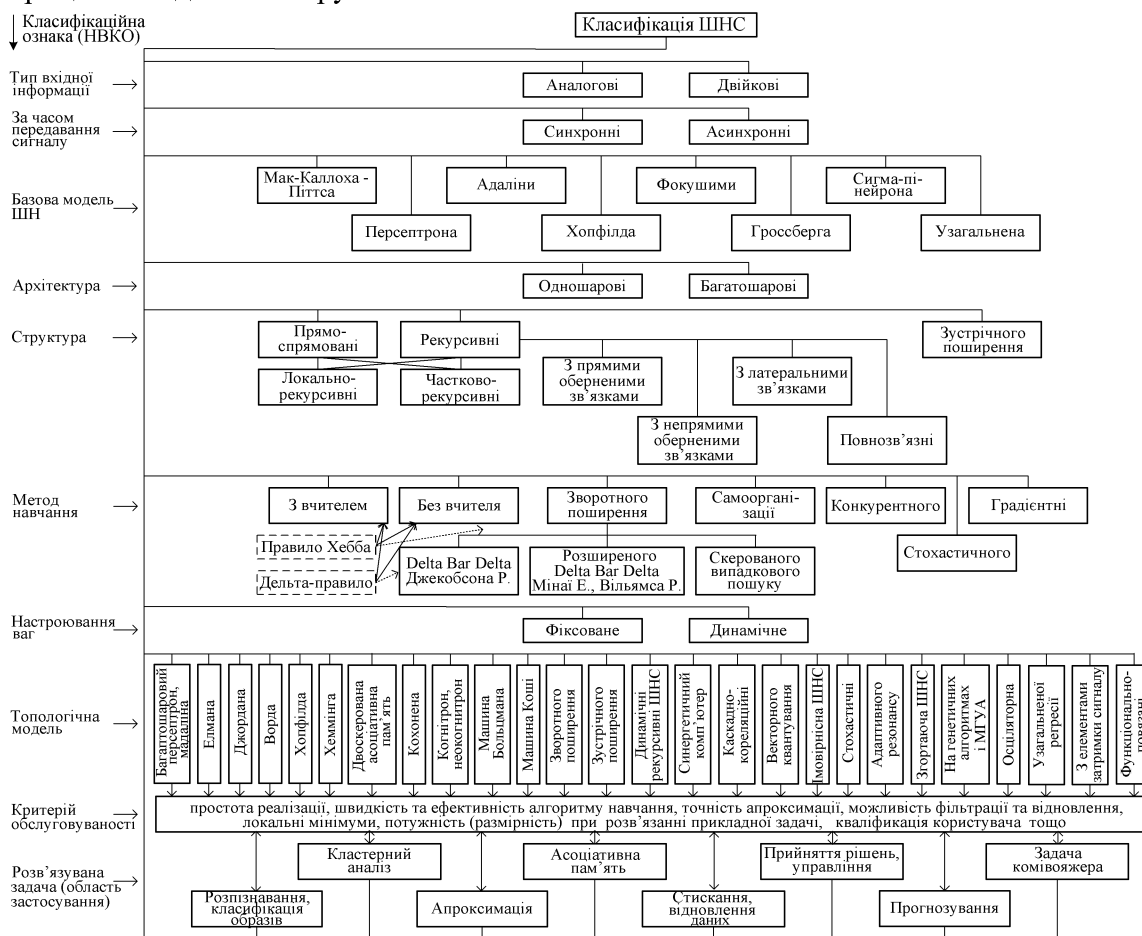 Класифікаційна
ознака (НВКО)
Класифікація ШНС
Тип вхідної
інформації
Аналогові
Двійкові
За часом
передавання
сигналу
Синхронні
Асинхронні
Базова модель
ШН
Мак-Каллоха -
Піттса
Адаліни
Фокушими
Сигма-пі-
нейрона
Персептрона
Хопфілда
Гроссберга
Узагальнена
Архітектура
Одношарові
Багатошарові
Структура
Прямо-
спрямовані
Рекурсивні
Зустрічного
поширення
Локально-
рекурсивні
Частково-
рекурсивні
З прямими
оберненими
зв’язками
З латеральними
зв’язками
З непрямими
оберненими
зв’язками
Повнозв’язні
Метод
навчання
З вчителем
Без вчителя
Зворотного
поширення
Самооргані-
зації
Конкурентного
Градієнтні
Стохастичного
Правило Хебба
Дельта-правило
Delta Bar Delta
Джекобсона Р.
Розширеного
Delta Bar Delta
Мінаї Е., Вільямса Р.
Скерованого
випадкового
пошуку
Настроювання
ваг
Фіксоване
Динамічне
Топологічна
модель
Багатошаровий
персептрон,
мадаліна
Елмана
Джордана
Ворда
Хопфілда
Хеммінга
Двоскерована
асоціативна
пам’ять
Кохонена
Когнітрон,
неокогнитрон
Машина
Больцмана
Машина Коші
Зворотного
поширення
Зустрічного
поширення
Динамічні
рекурсивні ШНС
Синергетичний
комп’ютер
Каскадно-
кореляційні
Векторного
квантування
Імовірнісна ШНС
Стохастичні
Адаптивного
резонансу
Згортаюча ШНС
На генетичних
алгоритмах
і МГУА
Осціляторна
Узагальненої
регресії
З елементами
затримки сигналу
Функціонально-
повязані
Критерій
обслуговуваності
простота реалізації, швидкість та ефективність алгоритму навчання, точність апроксимації, можливість фільтрації та відновлення,
локальні мінімуми, потужність (размірність) при розв’язанні прикладної задачі, кваліфікація користувача тощо
Розв’язувана
задача (область
застосування)
Кластерний
аналіз
Асоціативна
пам’ять
Прийняття рішень,
управління
Задача
комівояжера
Розпізнавання,
класифікація
образів
Апроксимація
Стискання,
відновлення
даних
Прогнозування